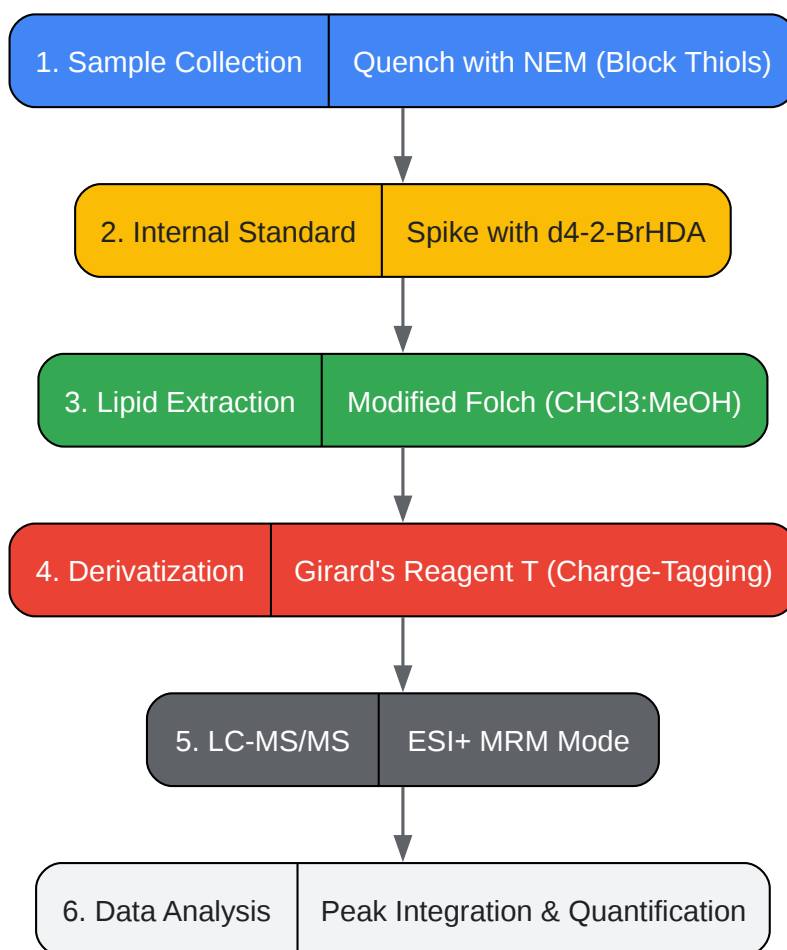 1. Sample Collection Quench with NEM (Block Thiols)
2. Internal Standard Spike with d4-2-BrHDA
3. Lipid Extraction Modified Folch (CHCl3:MeOH)
4. Derivatization Girard's Reagent T (Charge-Tagging)
5. LC-MS/MS ESI+ MRM Mode
6. Data Analysis Peak Integration & Quantification